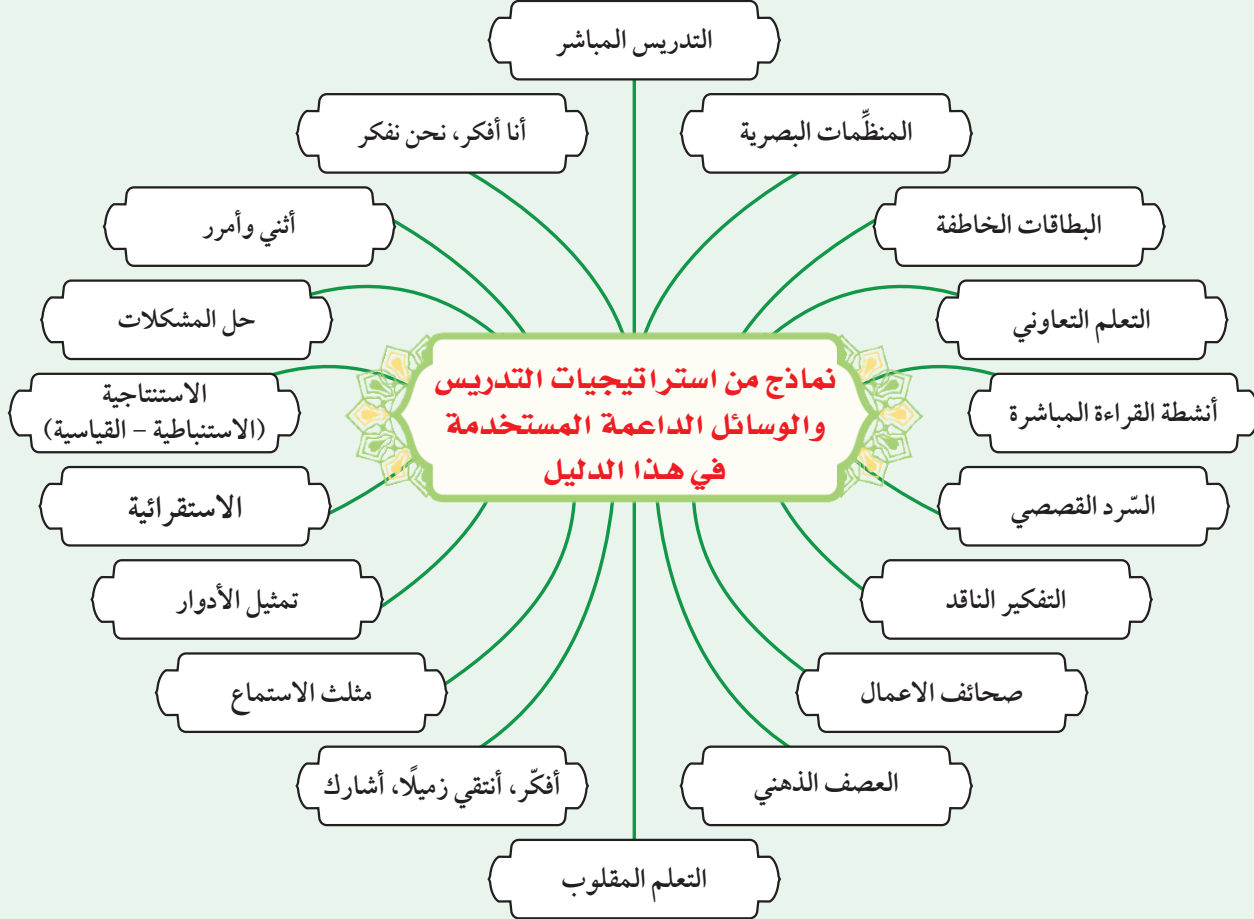 التدريس المباشر
المنظِّمات البصرية
أنا أفكر، نحن نفكر
البطاقات الخاطفة
أثني وأمرر
التعلم التعاوني
حل المشكلات
نماذج من استراتيجيات التدريس
والوسائل الداعمة المستخدمة
في هذا الدليل
أنشطة القراءة المباشرة
الاستنتاجية
(الاستنباطية – القياسية)
السّرد القصصي
الاستقرائية
التفكير الناقد
تمثيل الأدوار
صحائف الاعمال
مثلث الاستماع
العصف الذهني
أفكّر، أنتقي زميلًا، أشارك
التعلم المقلوب